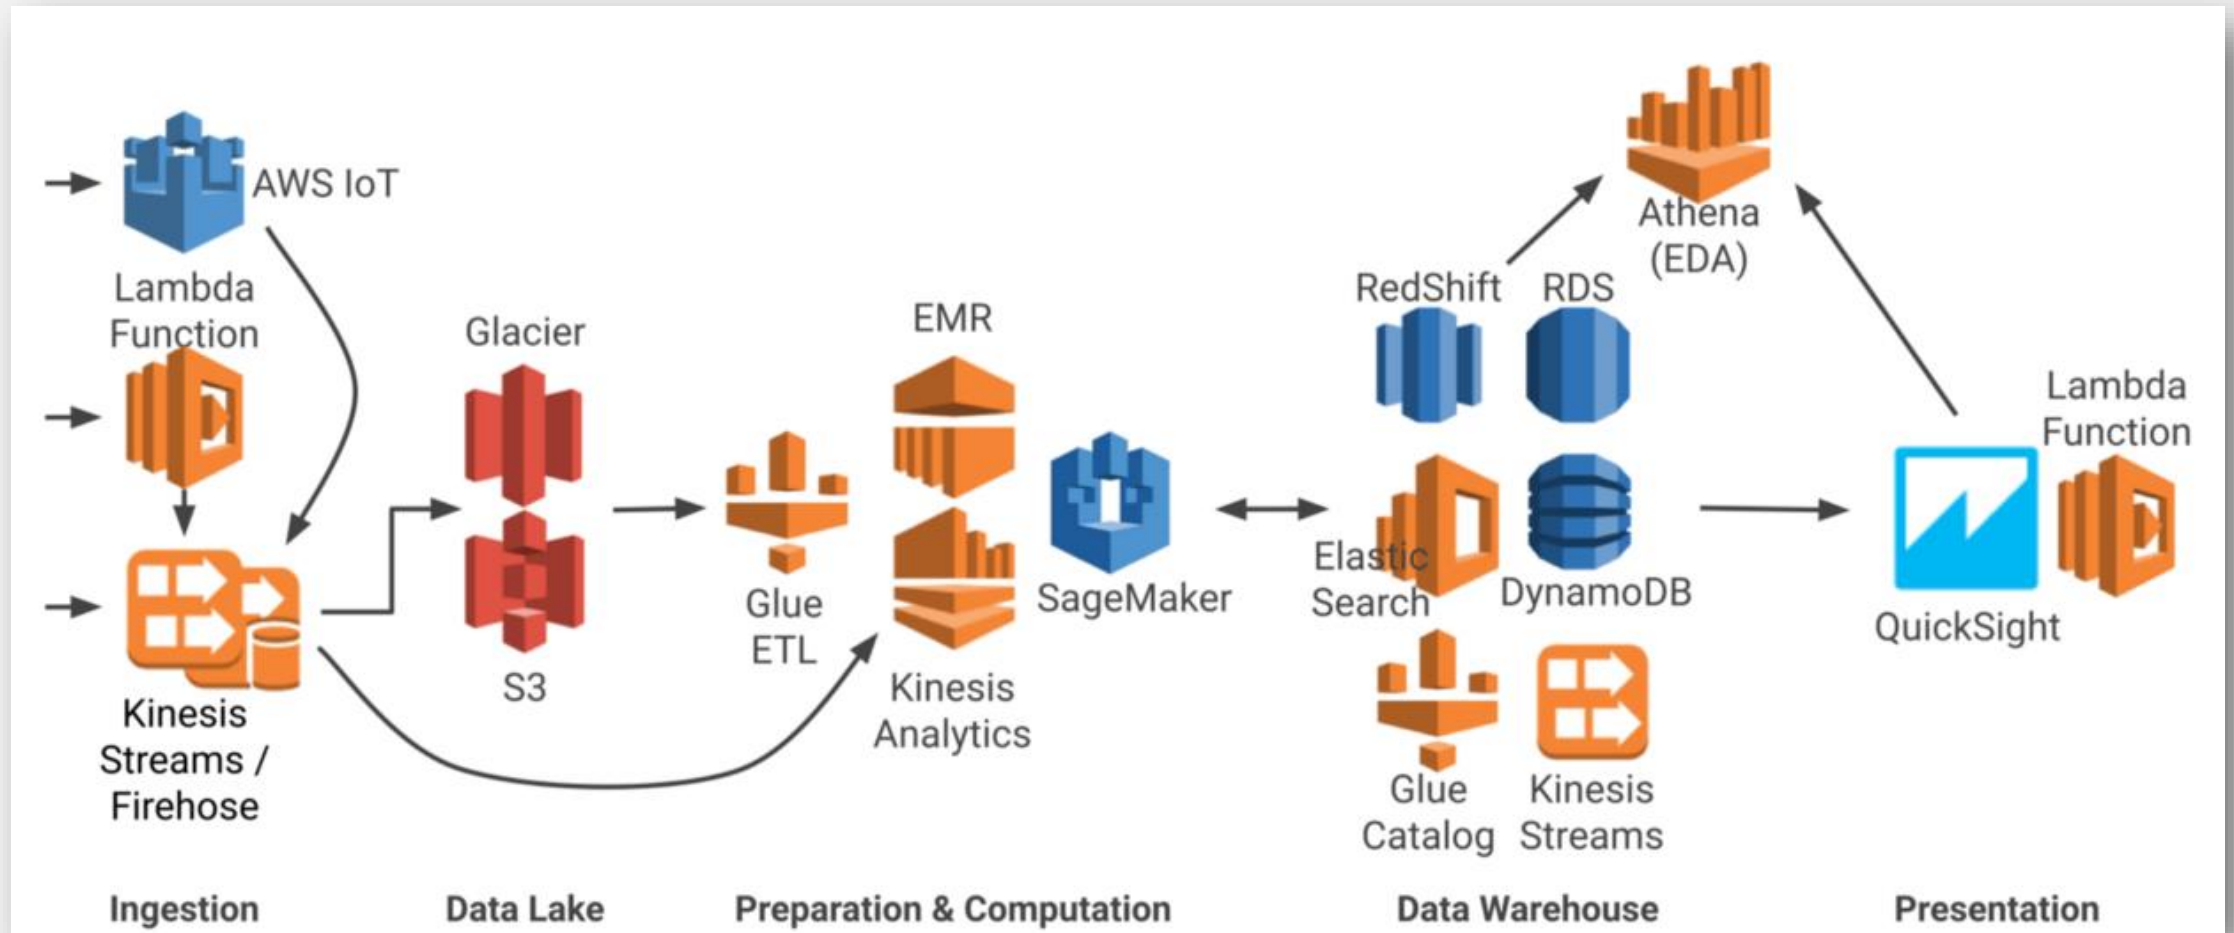 AWS IoT
Lambda
Function
Kinesis
Streams /
Firehose
Glacier
S3
Glue
ETL
EMR
Kinesis
Analytics
SageMaker
RedShift
RDS
Elastic
Search
DynamoDB
Glue
Catalog
Kinesis
Streams
Athena
(EDA)
QuickSight
Lambda
Function
Ingestion
Data Lake
Preparation & Computation
Data Warehouse
Presentation